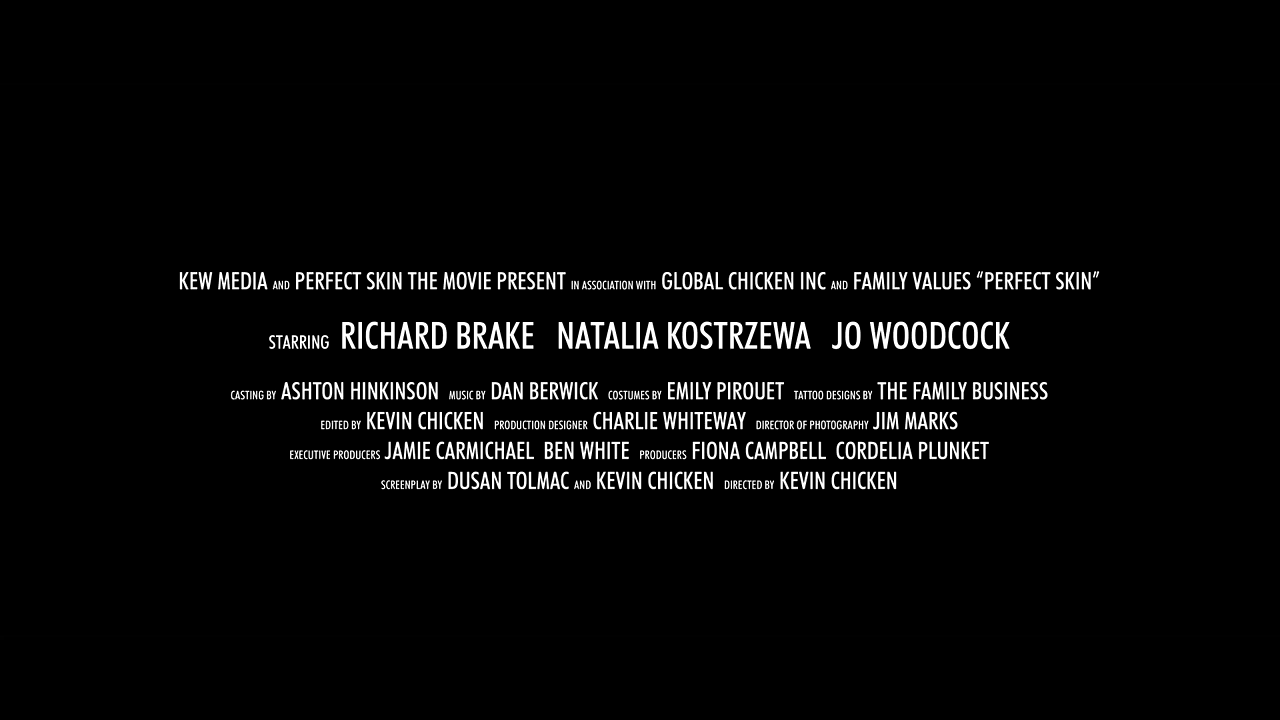 KEW MEDIA AND PERFECT SKIN THE MOVIE PRESENT IN ASSOCIATION WITH GLOBAL CHICKEN INC AND FAMILY VALUES “PERFECT SKIN”
STARRING RICHARD BRAKE NATALIA KOSTRZEWA JO WOODCOCK
CASTING BY ASHTON HINKINSON MUSIC BY DAN BERWICK COSTUMES BY EMILY PIROUET TATTOO DESIGNS BY THE FAMILY BUSINESS
EDITED BY KEVIN CHICKEN PRODUCTION DESIGNER CHARLIE WHITEWAY DIRECTOR OF PHOTOGRAPHY JIM MARKS
EXECUTIVE PRODUCERS JAMIE CARMICHAEL BEN WHITE PRODUCERS FIONA CAMPBELL CORDELIA PLUNKET
SCREENPLAY BY DUSAN TOLMAC AND KEVIN CHICKEN DIRECTED BY KEVIN CHICKEN